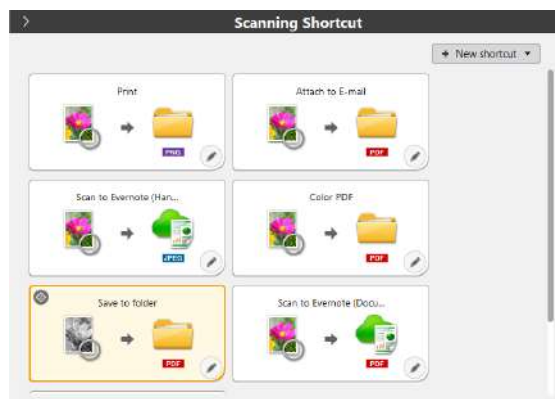 Scanning Shortcut
+ New shortcut
Print
PNG
Attach to E-mail
PDF
Scan to Evernote (Han...
JPEG
Color PDF
PDF
Save to folder
PDF
Scan to Evernote (Docu...
PDF